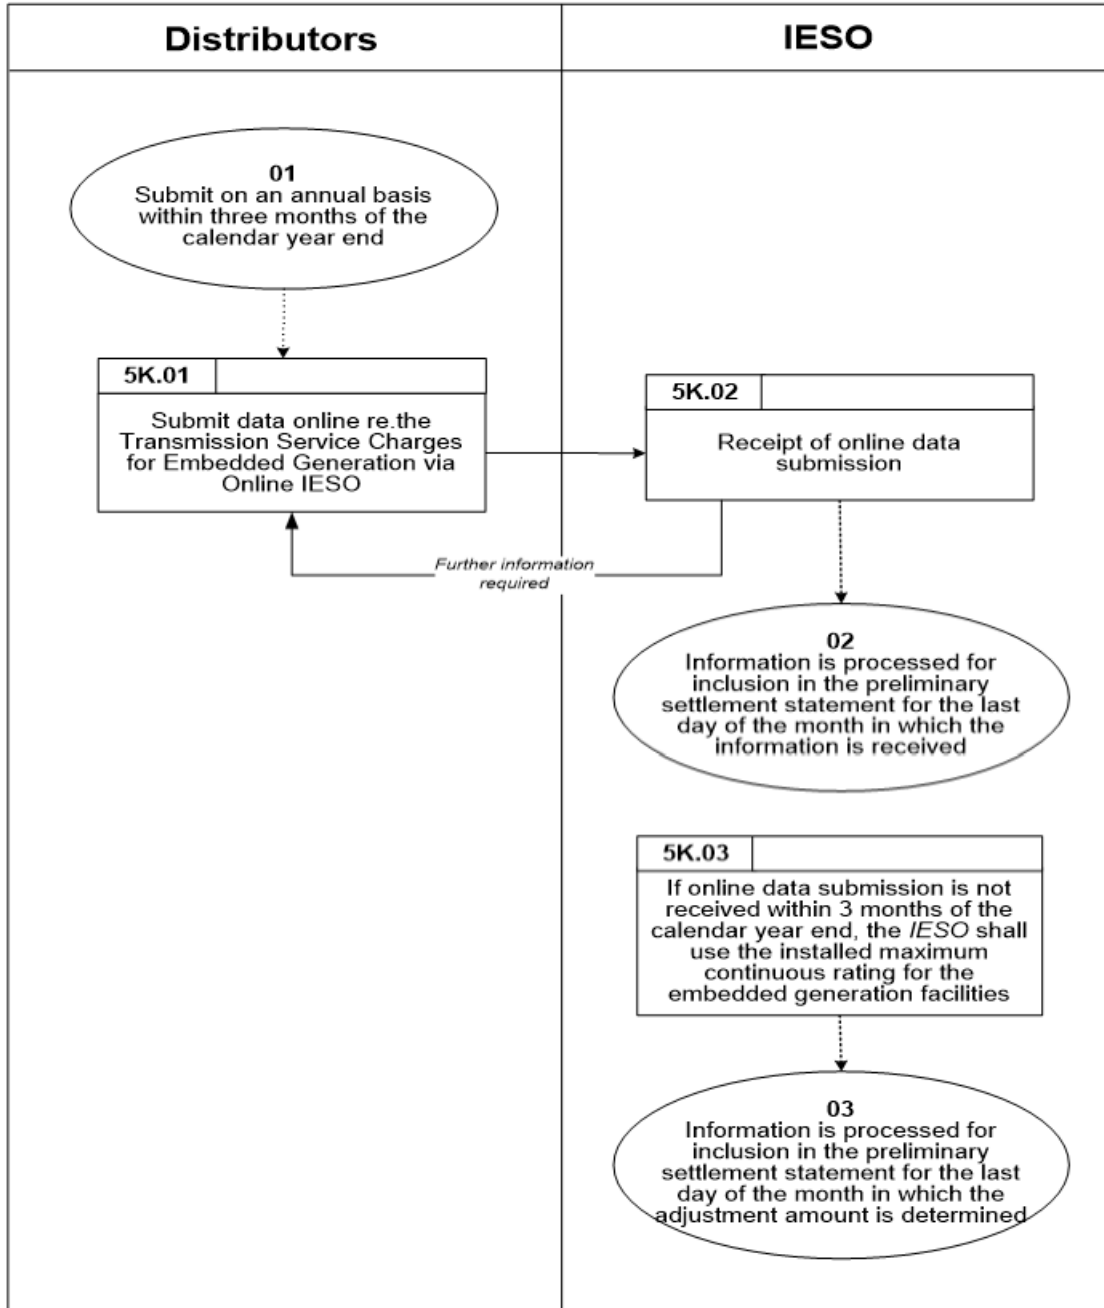 Distributors
IESO
01
Submit on an annual basis
within three months of the
calendar year end
5K.01
Submit data online re.the
Transmission Service Charges
for Embedded Generation via
Online IESO
5K.02
Receipt of online data
submission
Further information
required
02
Information is processed for
inclusion in the preliminary
settlement statement for the last
day of the month in which the
information is received
5K.03
If online data submission is not
received within 3 months of the
calendar year end, the IESO shall
use the installed maximum
continuous rating for the
embedded generation facilities
03
Information is processed for
inclusion in the preliminary
settlement statement for the last
day of the month in which the
adjustment amount is determined